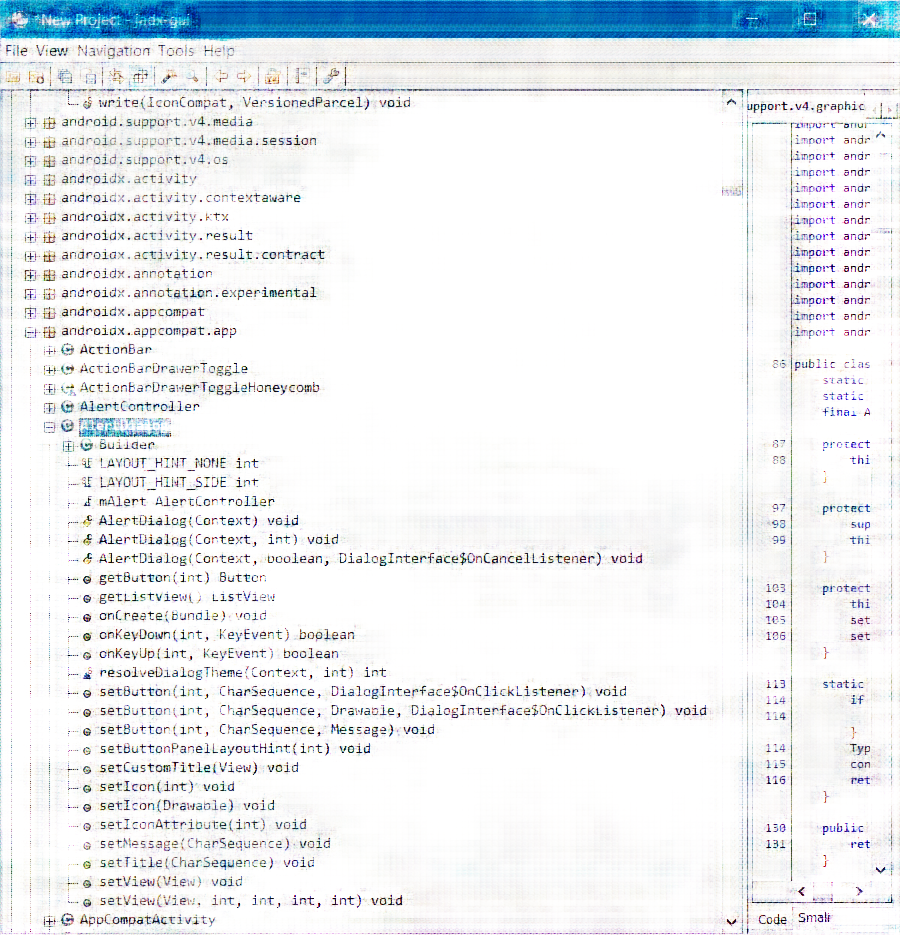 *New Project - jadx-gui
File View Navigation Tools Help
write(IconCompat, VersionedParcel) void
android.support.v4.media
android.support.v4.media.session
android.support.v4.os
androidx.activity
androidx.activity.contextaware
androidx.activity.ktx
androidx.activity.result
androidx.activity.result.contract
androidx.annotation
androidx.annotation.experimental
androidx.appcompat
androidx.appcompat.app
ActionBar
ActionBarDrawerToggle
ActionBarDrawerToggleHoneycomb
AlertController
AlertDialog
Builder
LAYOUT_HINT_NONE int
LAYOUT_HINT_SIDE int
mAlert AlertController
AlertDialog(Context) void
AlertDialog(Context, int) void
AlertDialog(Context, boolean, DialogInterface$OnCancelListener) void
getButton(int) Button
getListView() ListView
onCreate(Bundle) void
onKeyDown(int, KeyEvent) boolean
onKeyUp(int, KeyEvent) boolean
resolveDialogTheme(Context, int) int
setButton(int, CharSequence, DialogInterface$OnClickListener) void
setButton(int, CharSequence, Drawable, DialogInterface$OnClickListener) void
setButton(int, CharSequence, Message) void
setButtonPanelLayoutHint(int) void
setCustomTitle(View) void
setIcon(int) void
setIcon(Drawable) void
setIconAttribute(int) void
setMessage(CharSequence) void
setTitle(CharSequence) void
setView(View) void
setView(View, int, int, int, int) void
AppCompatActivity
upport.v4.graphic
import andr
import andr
import andr
import andr
import andr
import andr
import andr
import andr
import andr
import andr
import andr
import andr
import andr
import andr
86 public clas
static
static
final A
87 protect
88 thi
}
97 protect
98 sup
99 thi
}
103 protect
104 thi
105 set
106 set
}
113 static
114 if
114
}
114 Typ
115 con
116 ret
}
130 public
131 ret
}
Code Smali